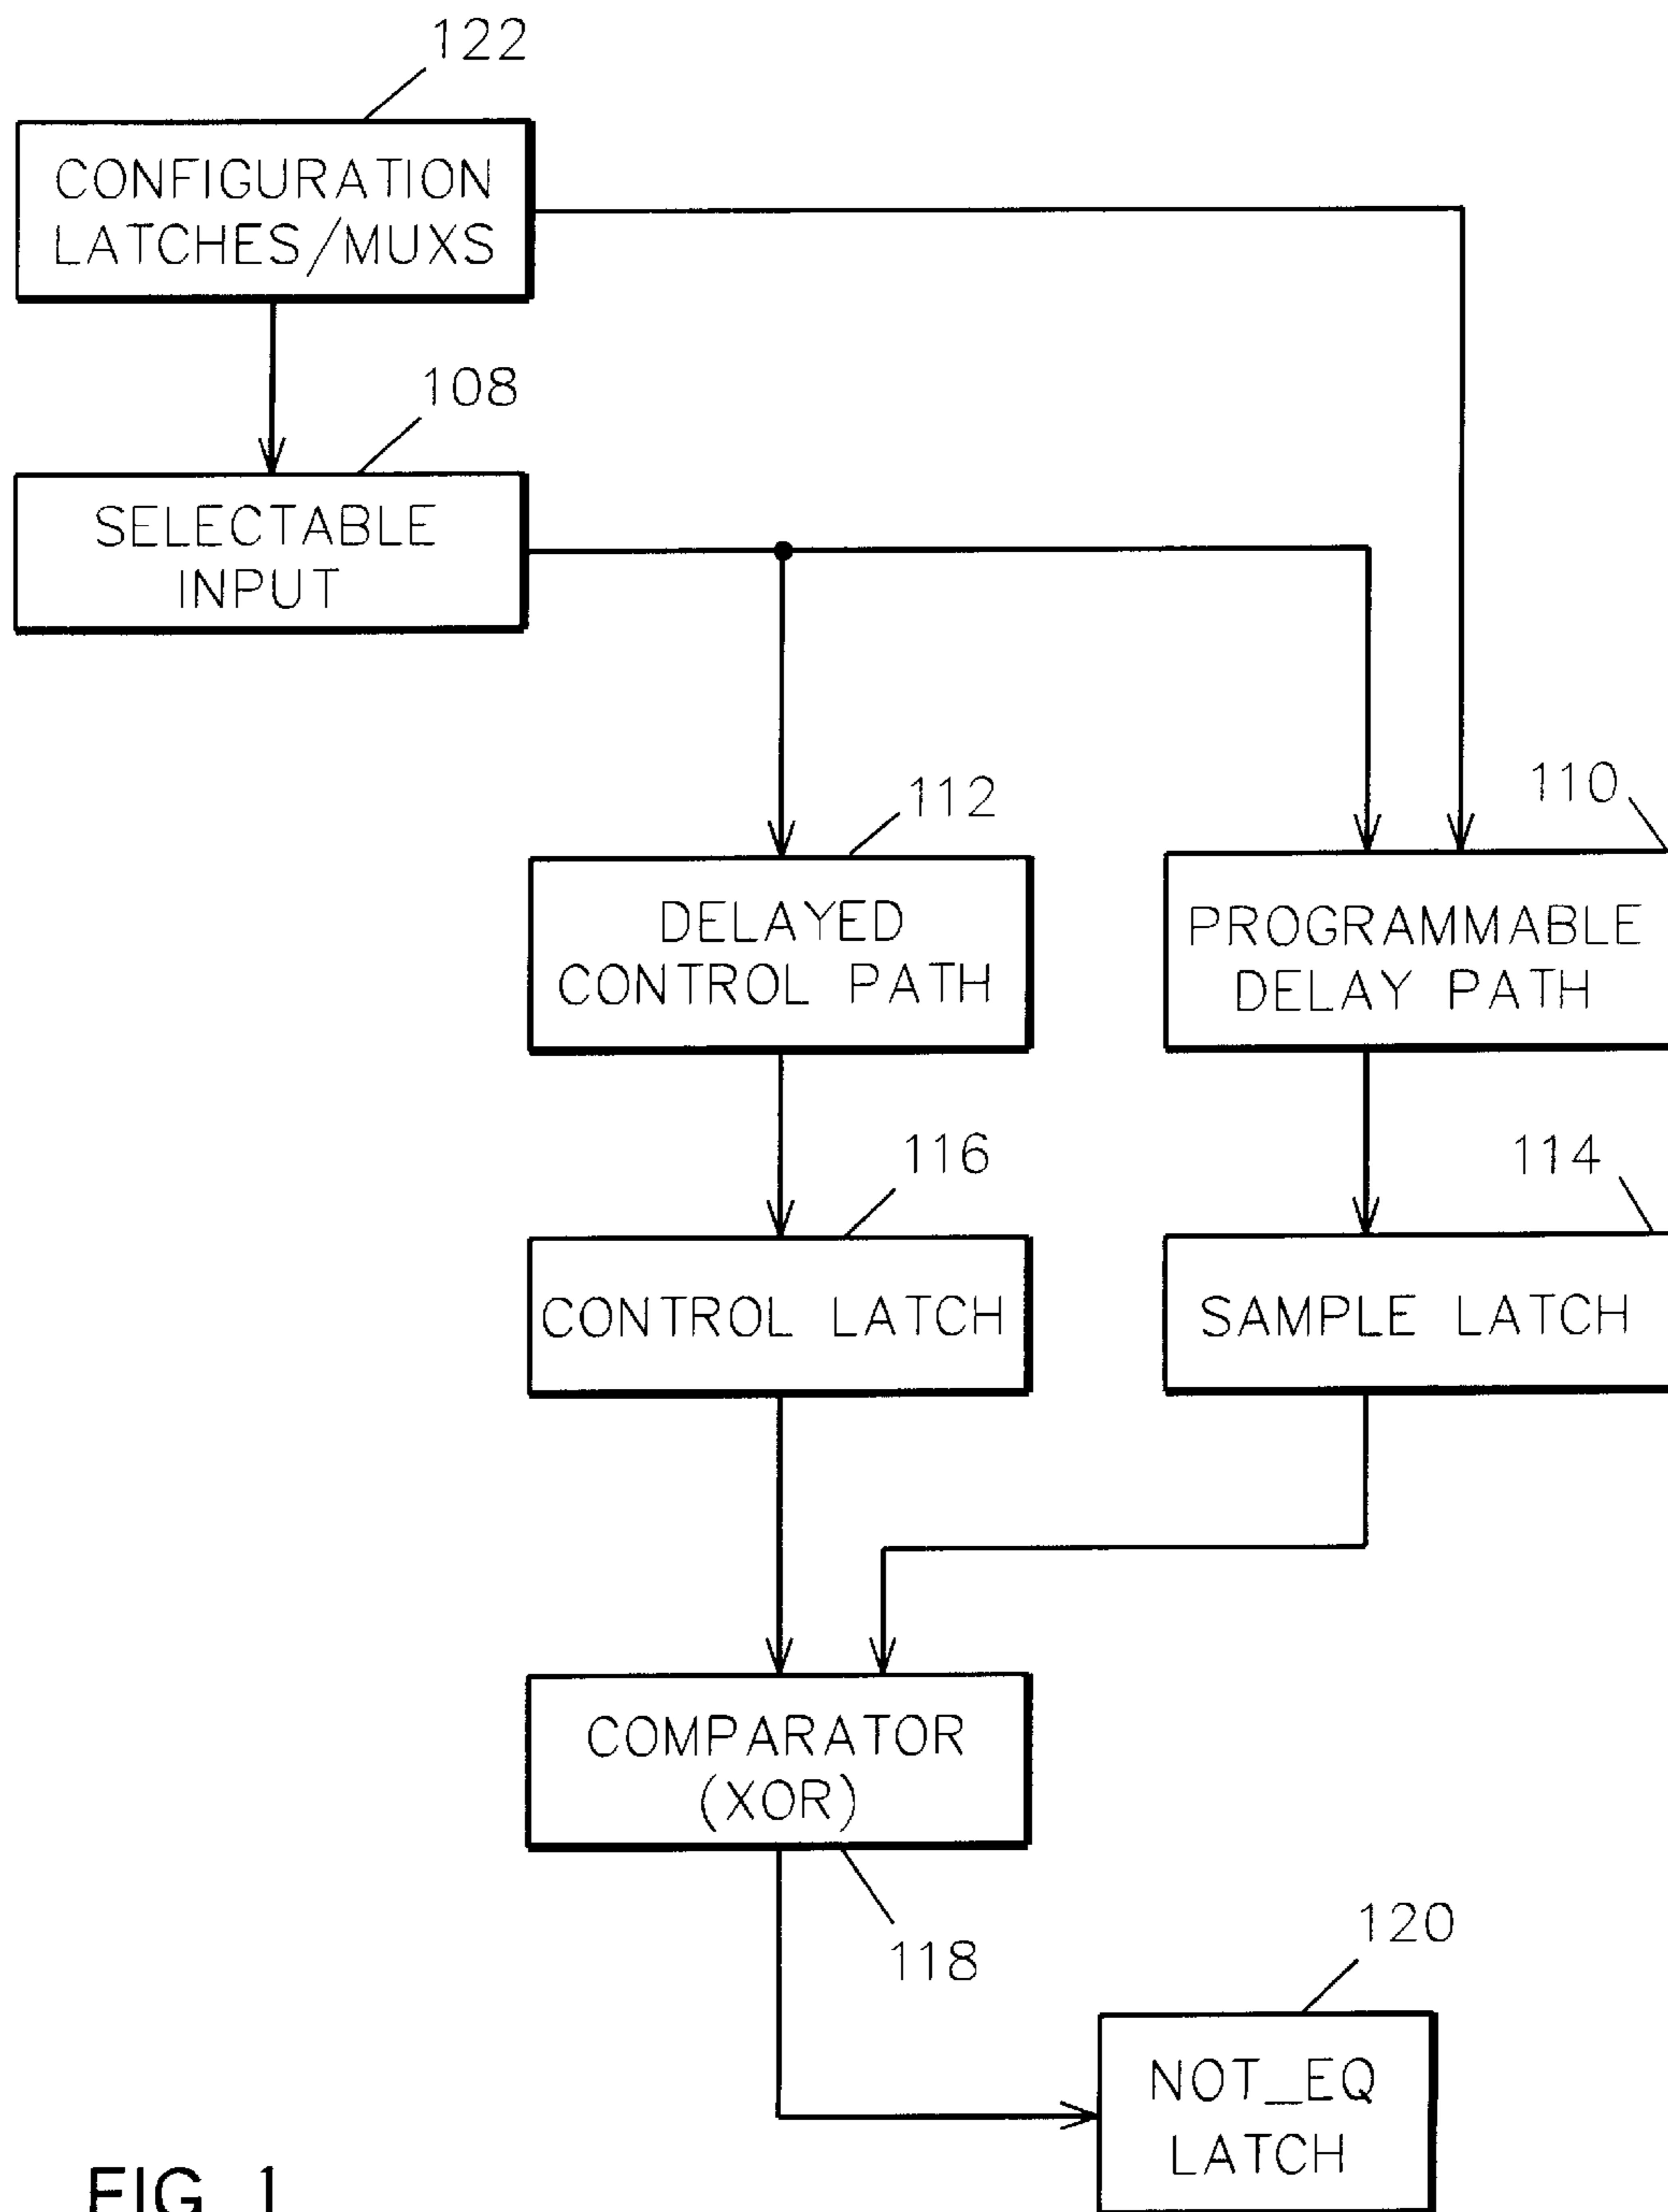 122
CONFIGURATION
LATCHES/MUXS
108
SELECTABLE
INPUT
112
DELAYED
CONTROL PATH
110
PROGRAMMABLE
DELAY PATH
116
CONTROL LATCH
114
SAMPLE LATCH
COMPARATOR
(XOR)
118
120
NOT_EQ
LATCH
FIG. 1